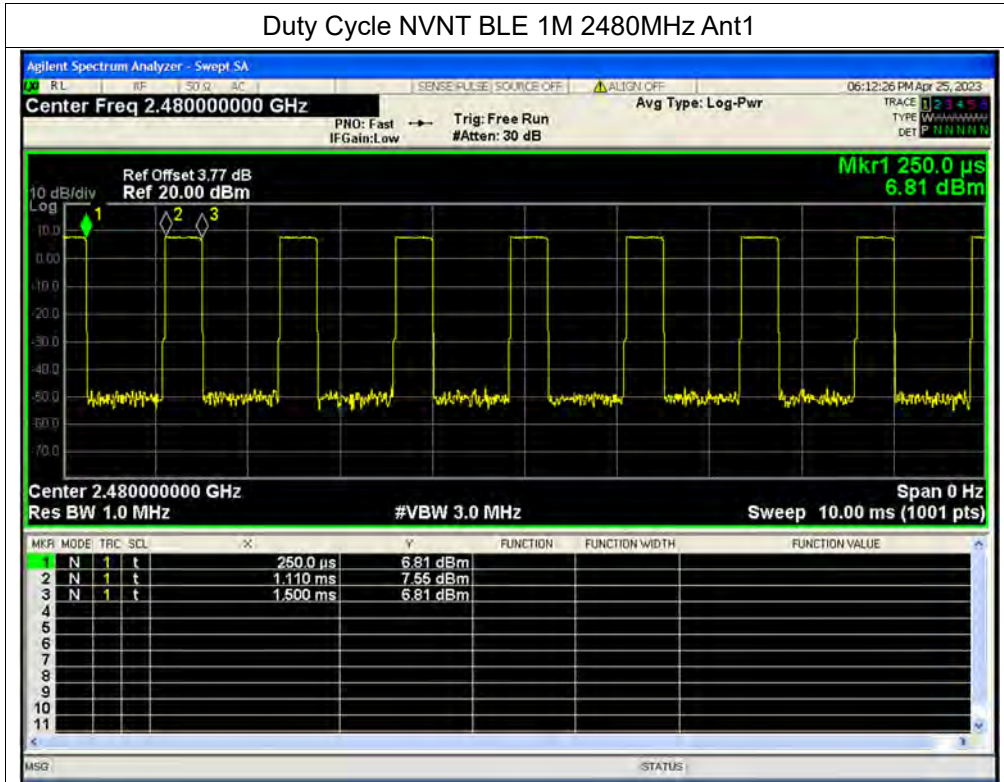 Duty Cycle NVNT BLE 1M 2480MHz Ant1
Agilent Spectrum Analyzer - Swept SA
RL RF 50 Ω AC SENSE:PULSE SOURCE OFF ALIGN OFF 06:12:26 PM Apr 25, 2023
Center Freq 2.480000000 GHz Avg Type: Log-Pwr TRACE 1 2 3 4 5 6
PNO: Fast Trig: Free Run TYPE
IFGain:Low #Atten: 30 dB DET P N N N N N
Mkr1 250.0 µs
Ref Offset 3.77 dB
10 dB/div Ref 20.00 dBm 6.81 dBm
Log
1 2 3
10.0
0.00
-10.0
-20.0
-30.0
-40.0
-50.0
-60.0
-70.0
Center 2.480000000 GHz Span 0 Hz
Res BW 1.0 MHz #VBW 3.0 MHz Sweep 10.00 ms (1001 pts)
MKR MODE TRC SCL X Y FUNCTION FUNCTION WIDTH FUNCTION VALUE
1 N 1 t 250.0 µs 6.81 dBm
2 N 1 t 1.110 ms 7.55 dBm
3 N 1 t 1.500 ms 6.81 dBm
4
5
6
7
8
9
10
11
MSG STATUS